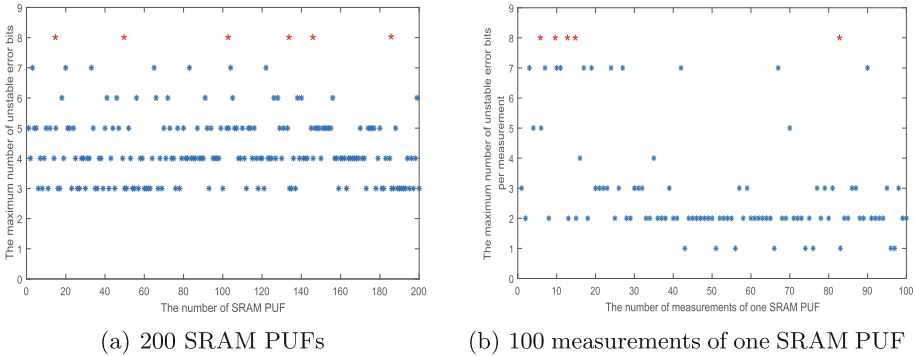 The maximum number of unstable error bits
9
8
7
6
5
4
3
2
1
0
0 20 40 60 80 100 120 140 160 180 200
The number of SRAM PUF
(a) 200 SRAM PUFs
The maximum number of unstable error bits
per measurement
9
8
7
6
5
4
3
2
1
0
0 10 20 30 40 50 60 70 80 90 100
The number of measurements of one SRAM PUF
(b) 100 measurements of one SRAM PUF